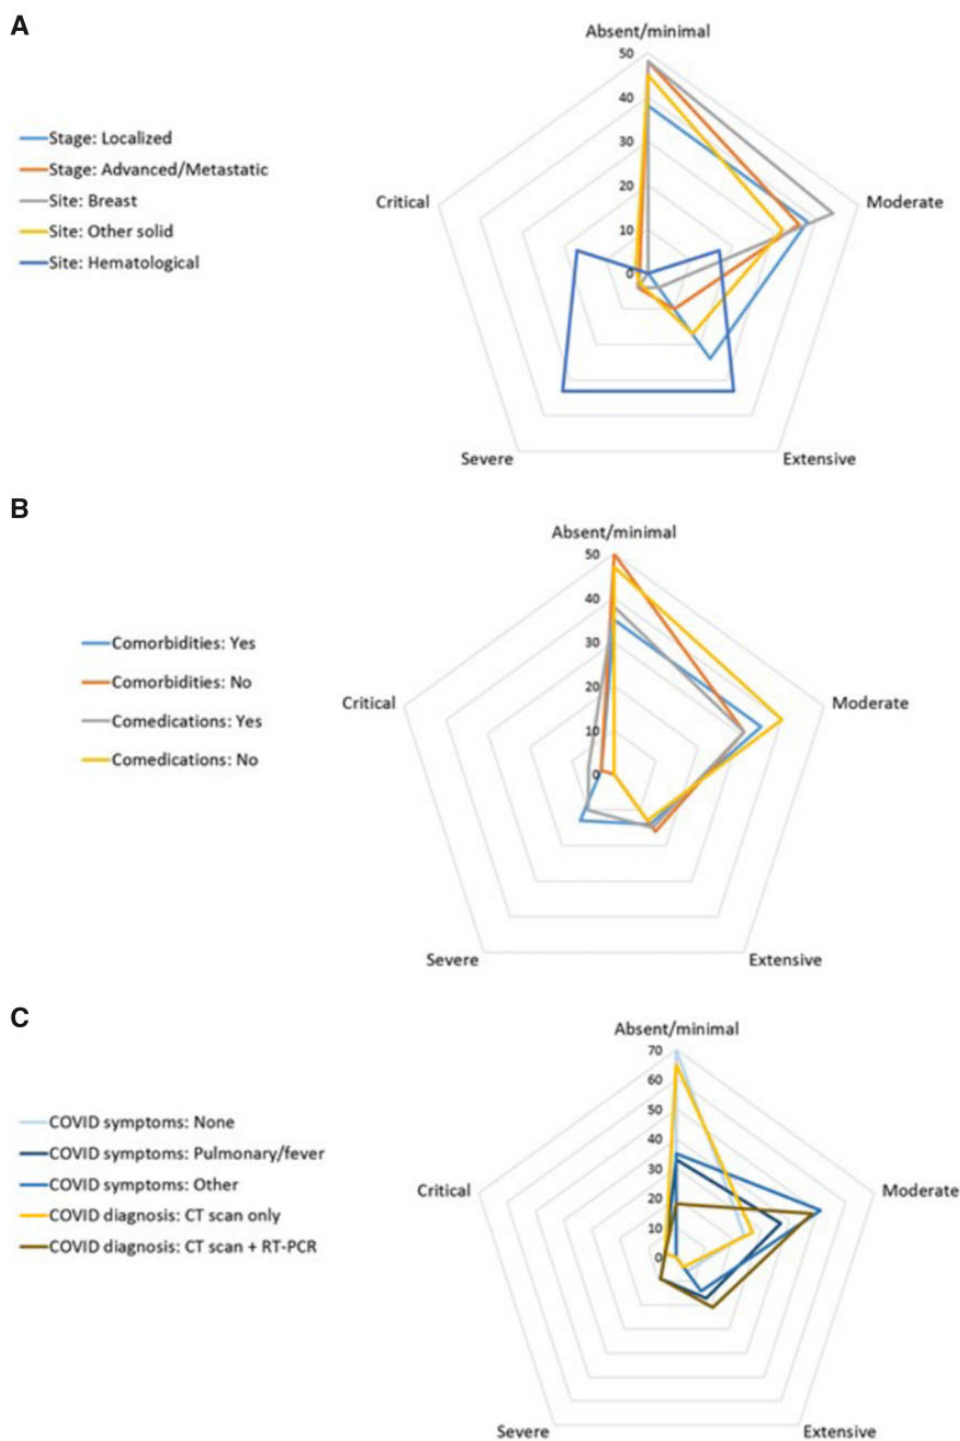 A
Absent/minimal
50
40
30
20
10
0
Stage: Localized
Stage: Advanced/Metastatic
Site: Breast
Site: Other solid
Site: Hematological
Critical
Moderate
Severe
Extensive
B
Absent/minimal
50
40
30
20
10
0
Comorbidities: Yes
Comorbidities: No
Comedications: Yes
Comedications: No
Critical
Moderate
Severe
Extensive
C
Absent/minimal
70
60
50
40
30
20
10
0
COVID symptoms: None
COVID symptoms: Pulmonary/fever
COVID symptoms: Other
COVID diagnosis: CT scan only
COVID diagnosis: CT scan + RT-PCR
Critical
Moderate
Severe
Extensive